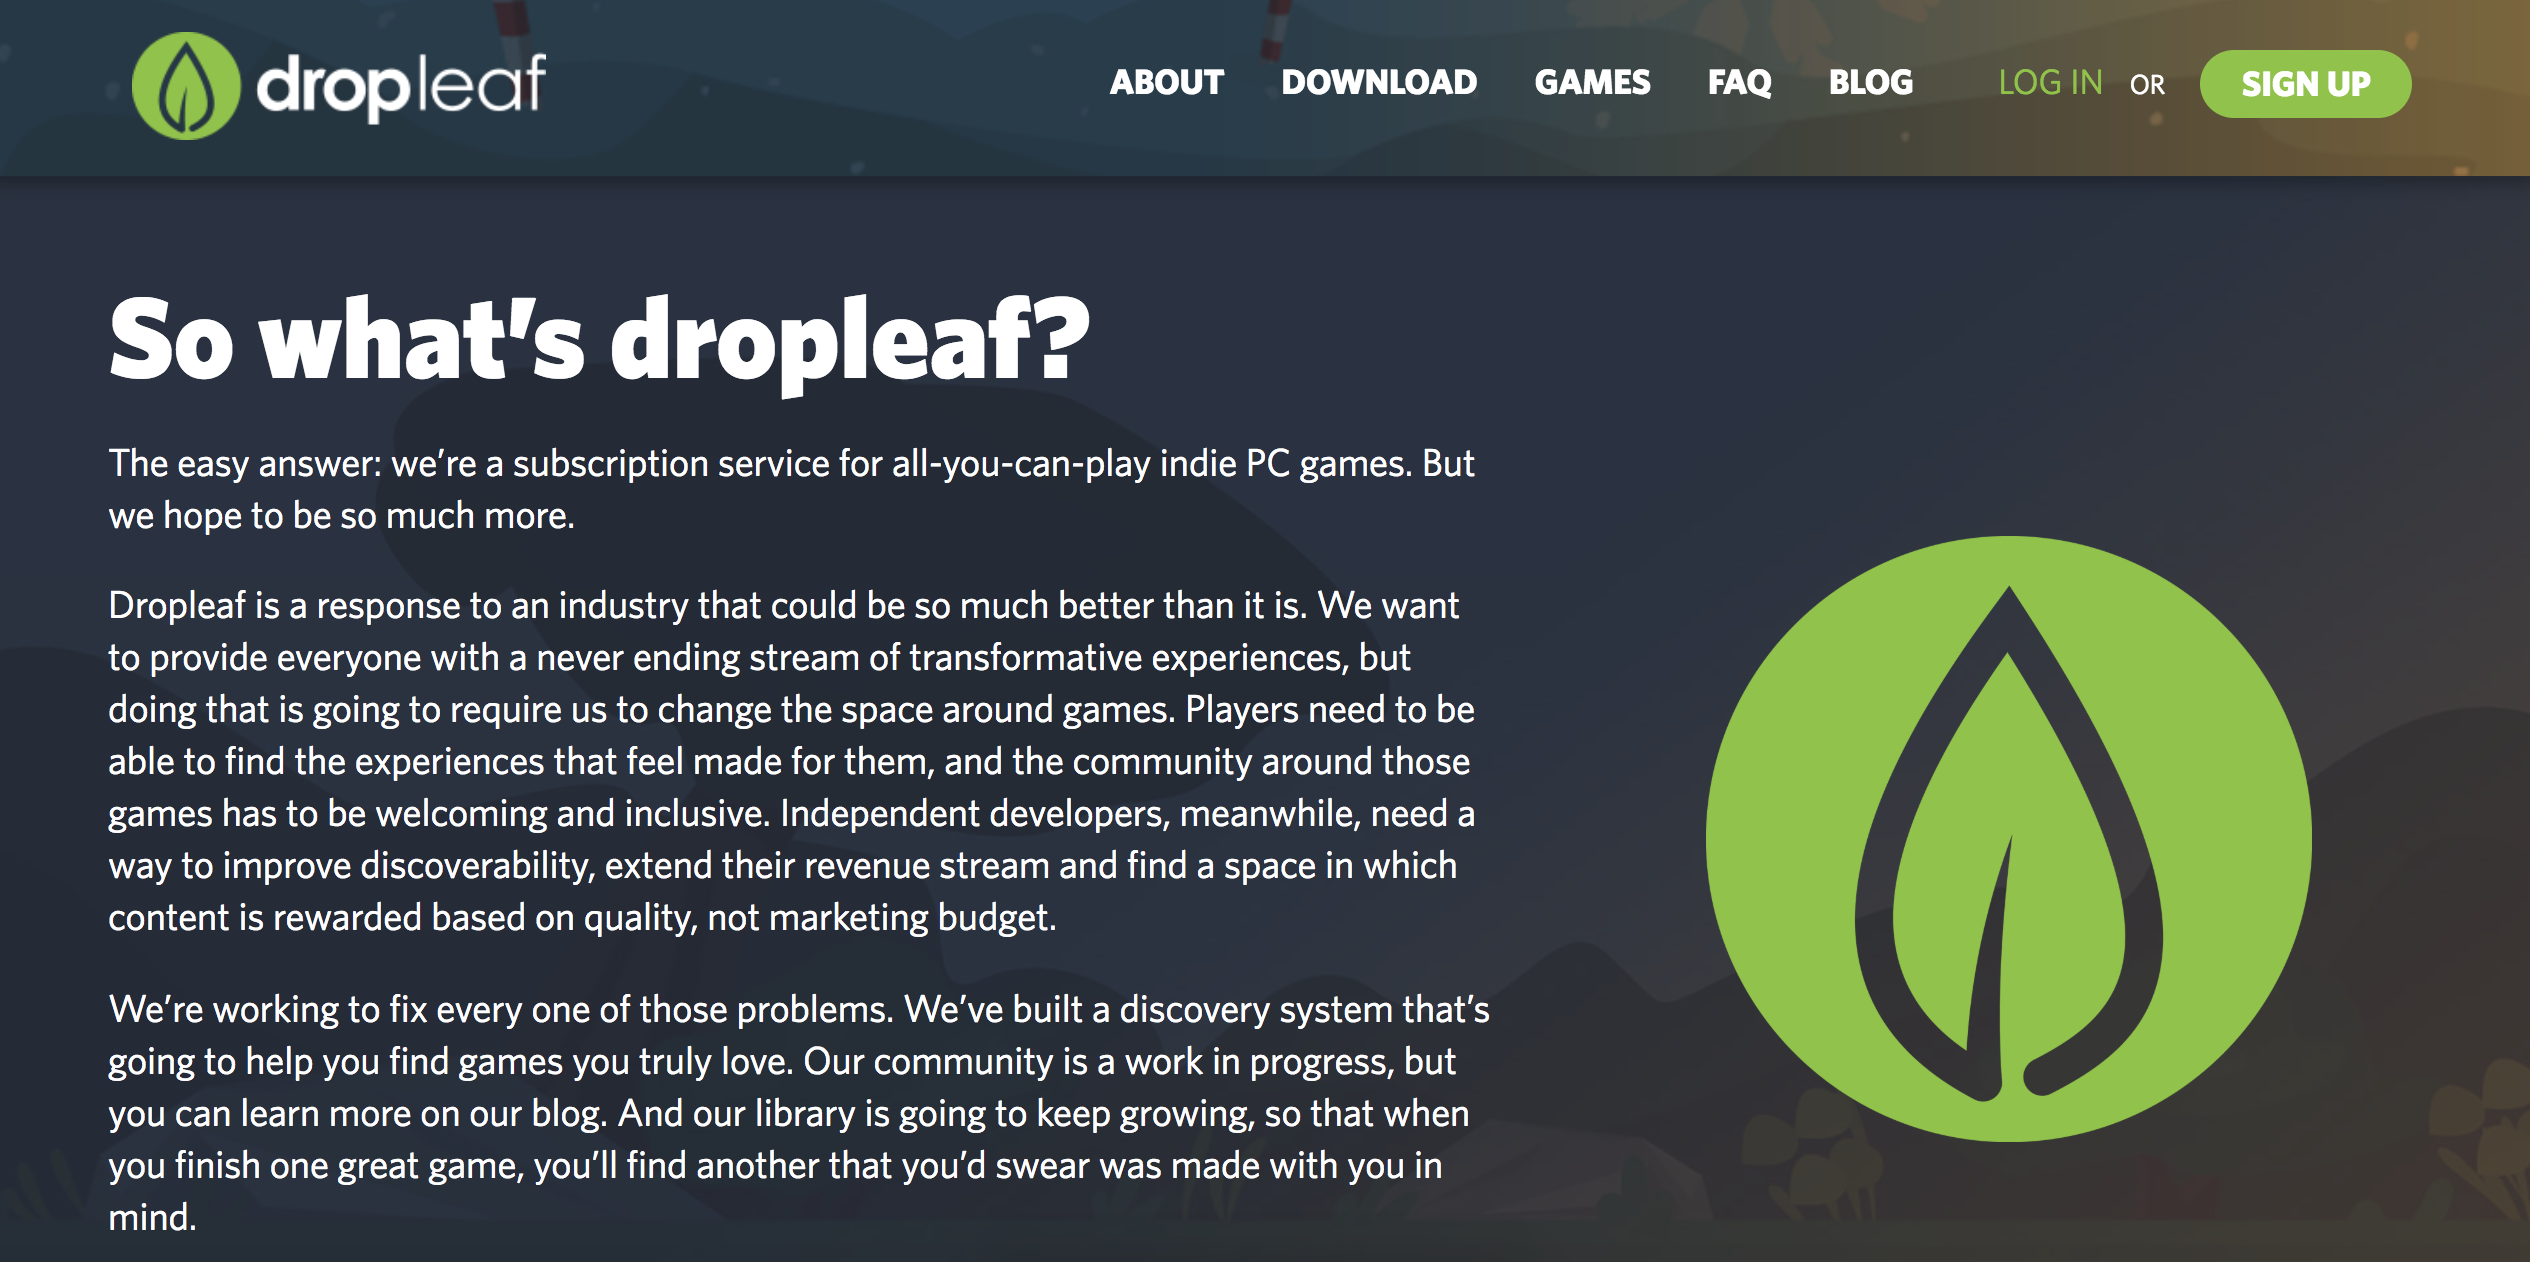 dropleaf
ABOUT DOWNLOAD GAMES FAQ BLOG LOG IN OR SIGN UP
So what's dropleaf?
The easy answer: we're a subscription service for all-you-can-play indie PC games. But
we hope to be so much more.
Dropleaf is a response to an industry that could be so much better than it is. We want
to provide everyone with a never ending stream of transformative experiences, but
doing that is going to require us to change the space around games. Players need to be
able to find the experiences that feel made for them, and the community around those
games has to be welcoming and inclusive. Independent developers, meanwhile, need a
way to improve discoverability, extend their revenue stream and find a space in which
content is rewarded based on quality, not marketing budget.
We're working to fix every one of those problems. We've built a discovery system that's
going to help you find games you truly love. Our community is a work in progress, but
you can learn more on our blog. And our library is going to keep growing, so that when
you finish one great game, you'll find another that you'd swear was made with you in
mind.